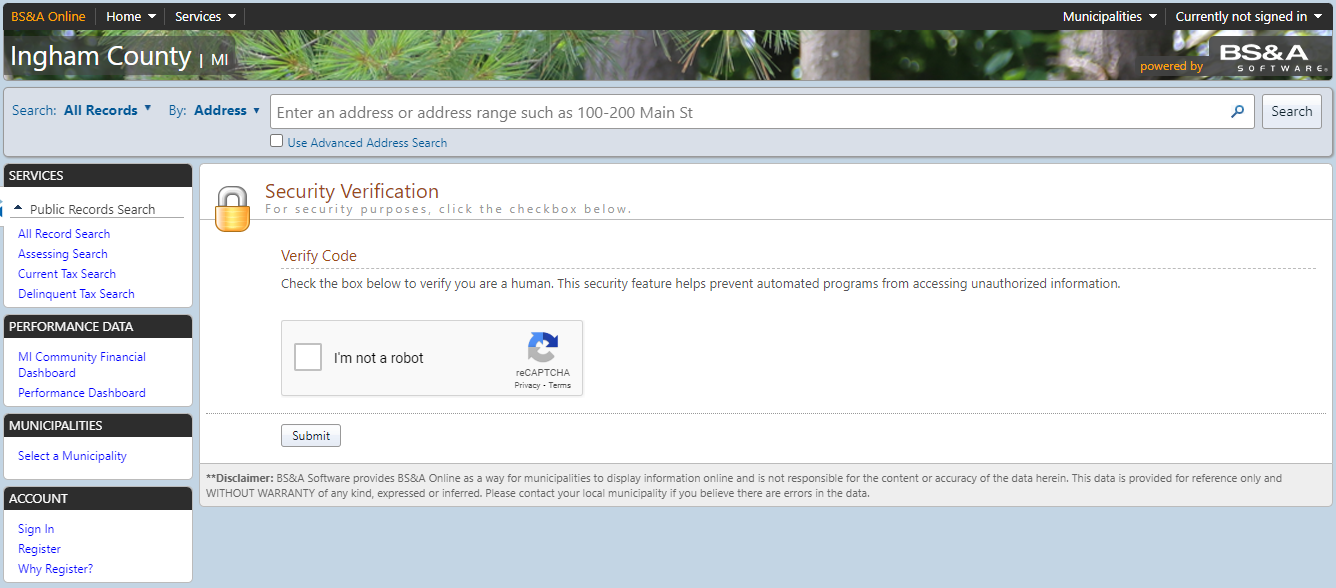 BS&A Online Home Services Municipalities Currently not signed in
Ingham County | MI
powered by BS&A SOFTWARE
Search: All Records By: Address Enter an address or address range such as 100-200 Main St Search
Use Advanced Address Search
SERVICES
Public Records Search
All Record Search
Assessing Search
Current Tax Search
Delinquent Tax Search
PERFORMANCE DATA
MI Community Financial
Dashboard
Performance Dashboard
MUNICIPALITIES
Select a Municipality
ACCOUNT
Sign In
Register
Why Register?
Security Verification
For security purposes, click the checkbox below.
Verify Code
Check the box below to verify you are a human. This security feature helps prevent automated programs from accessing unauthorized information.
I'm not a robot
reCAPTCHA
Privacy - Terms
Submit
**Disclaimer: BS&A Software provides BS&A Online as a way for municipalities to display information online and is not responsible for the content or accuracy of the data herein. This data is provided for reference only and
WITHOUT WARRANTY of any kind, expressed or inferred. Please contact your local municipality if you believe there are errors in the data.